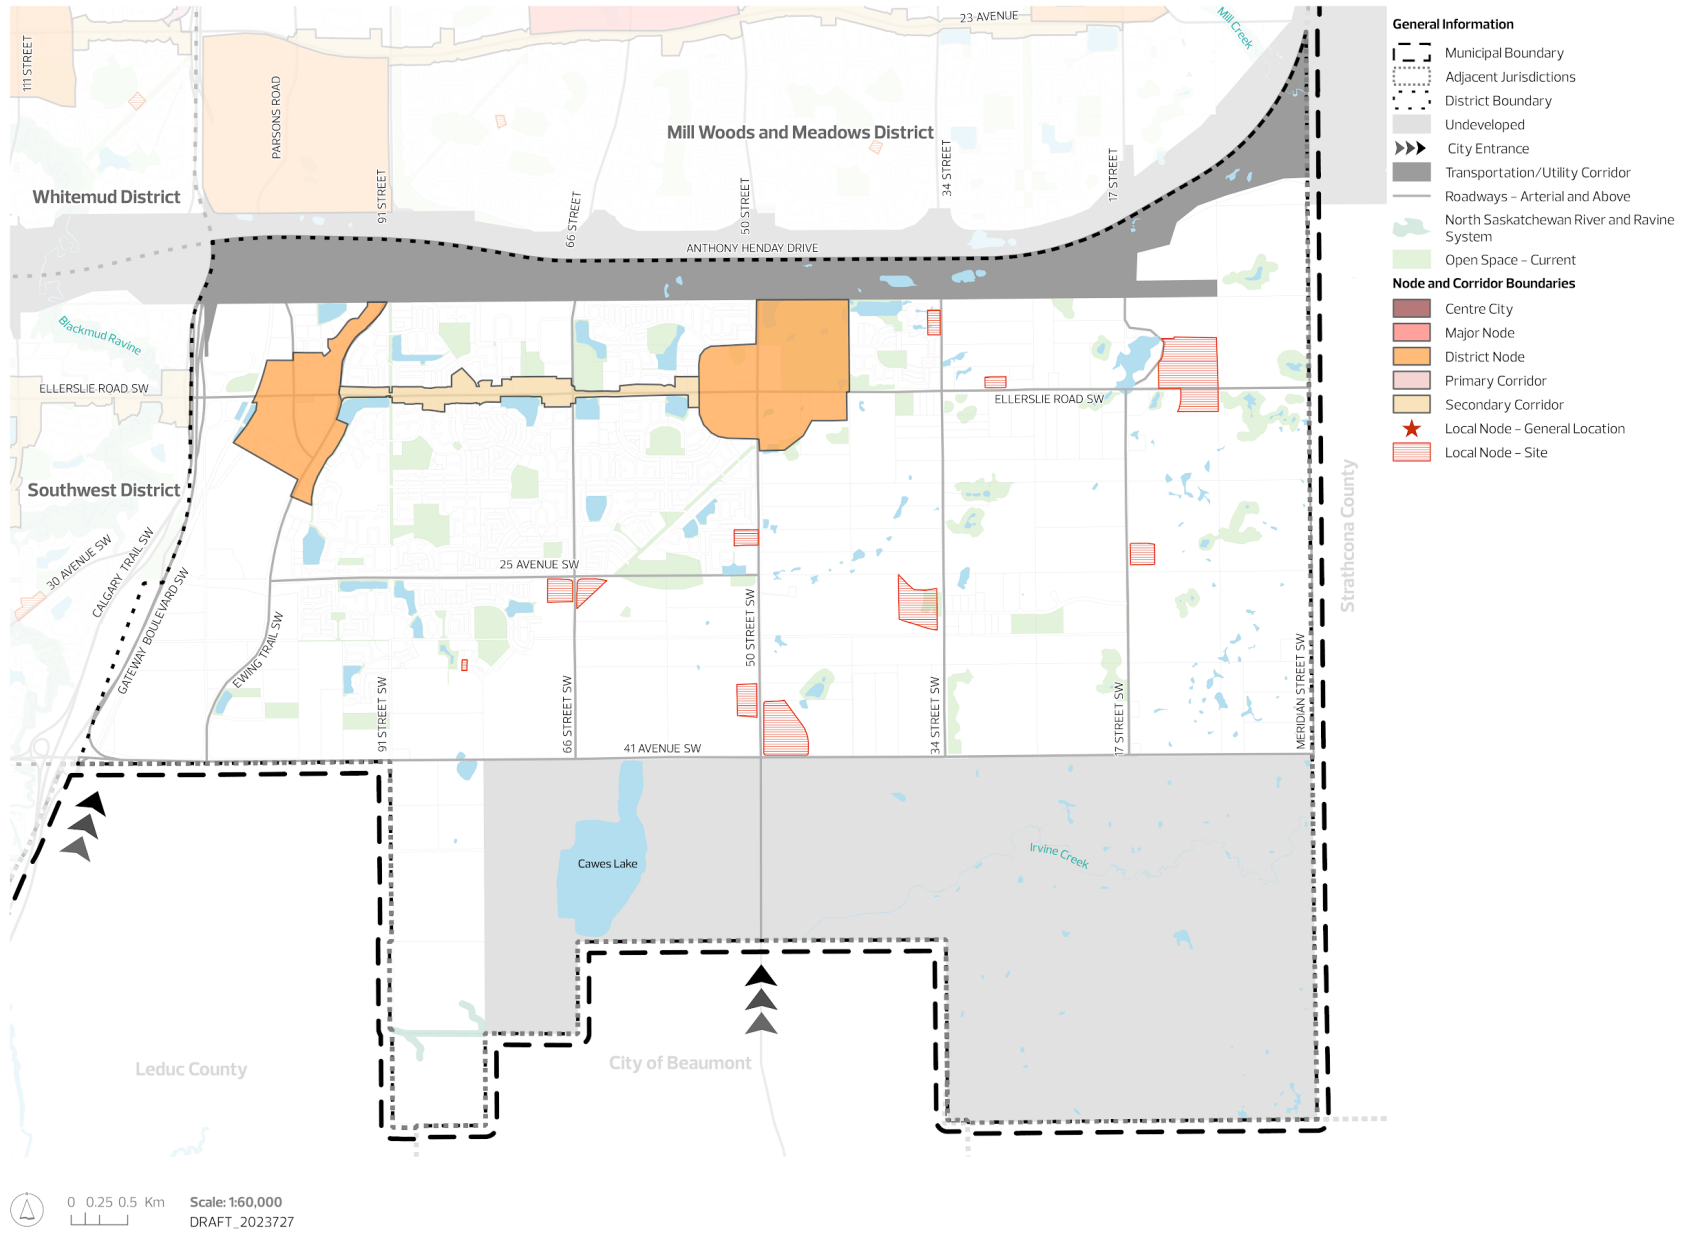 23 AVENUE
Mill Creek
111 STREET
PARSONS ROAD
Mill Woods and Meadows District
Whitemud District
91 STREET
66 STREET
50 STREET
34 STREET
17 STREET
ANTHONY HENDAY DRIVE
Blackmud Ravine
ELLERSLIE ROAD SW
ELLERSLIE ROAD SW
Southwest District
30 AVENUE SW
CALGARY TRAIL SW
GATEWAY BOULEVARD SW
EWING TRAIL SW
25 AVENUE SW
50 STREET SW
91 STREET SW
66 STREET SW
41 AVENUE SW
34 STREET SW
17 STREET SW
MERIDIAN STREET SW
Strathcona County
Cawes Lake
Irvine Creek
Leduc County
City of Beaumont
General Information
Municipal Boundary
Adjacent Jurisdictions
District Boundary
Undeveloped
City Entrance
Transportation/Utility Corridor
Roadways – Arterial and Above
North Saskatchewan River and Ravine
System
Open Space – Current
Node and Corridor Boundaries
Centre City
Major Node
District Node
Primary Corridor
Secondary Corridor
Local Node – General Location
Local Node – Site
0 0.25 0.5 Km
Scale: 1:60,000
DRAFT_2023727